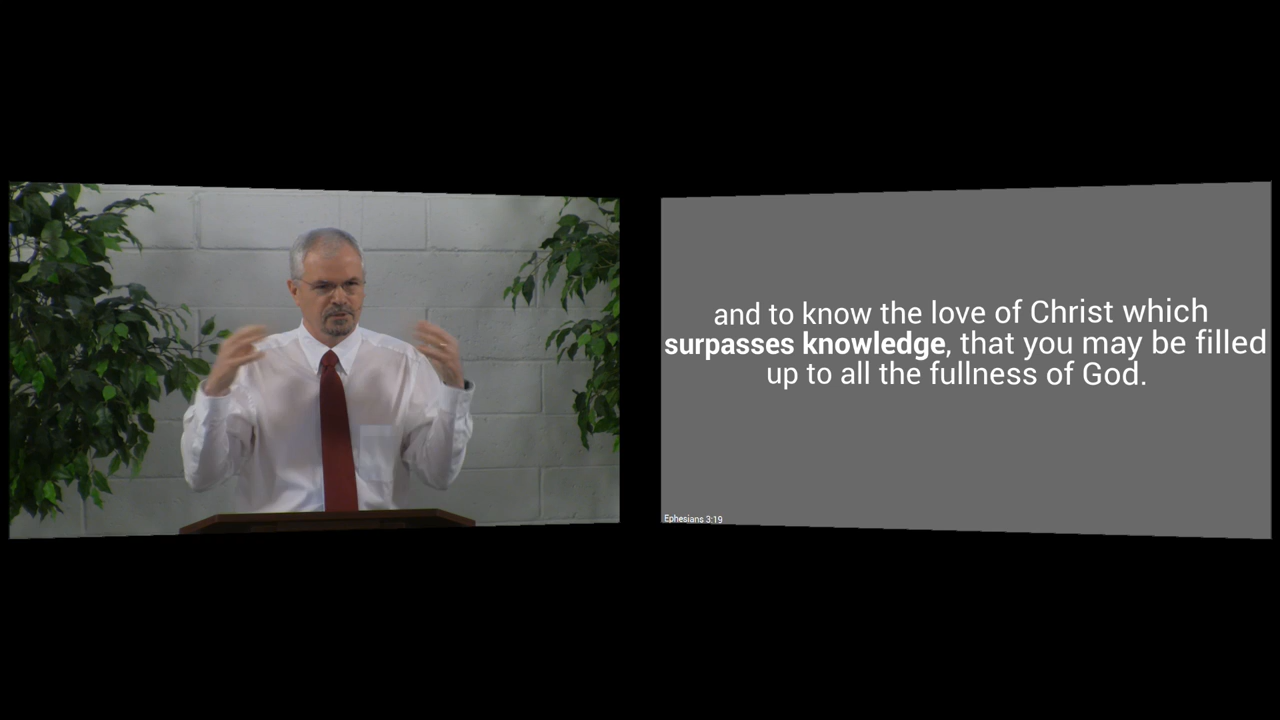 and to know the love of Christ which
surpasses knowledge, that you may be filled
up to all the fullness of God.
Ephesians 3:19